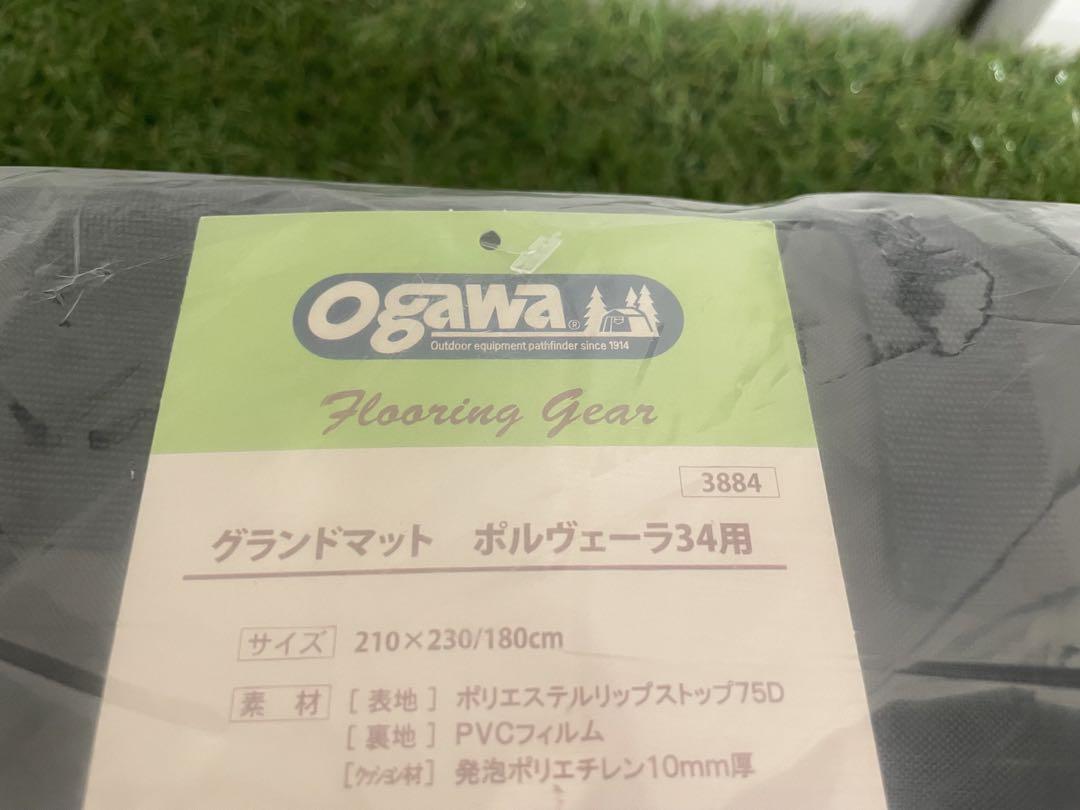 Ogawa®
Outdoor equipment pathfinder since 1914
Flooring Gear
3884
グランドマット ポルヴェーラ34用
サイズ 210×230/180cm
素材 [表地] ポリエステルリップストップ75D
[裏地] PVCフィルム
[クッション材] 発泡ポリエチレン10mm厚